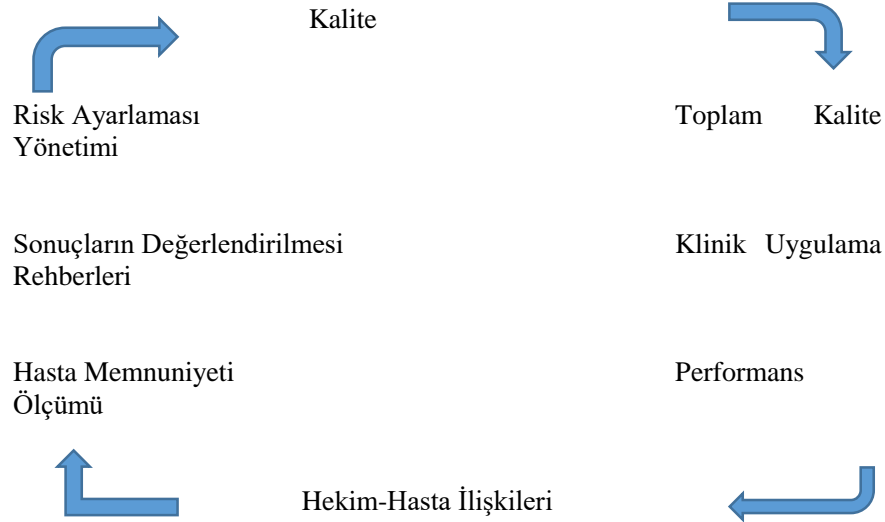 Kalite
Risk Ayarlaması Toplam Kalite
Yönetimi
Sonuçların Değerlendirilmesi Klinik Uygulama
Rehberleri
Hasta Memnuniyeti Performans
Ölçümü
Hekim-Hasta İlişkileri